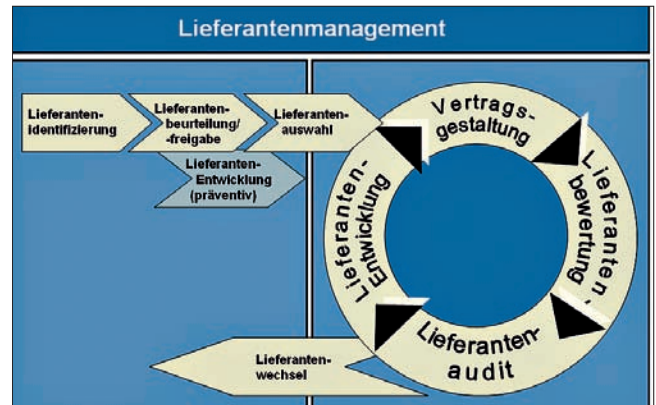 Lieferantenmanagement
Lieferanten-
identifizierung
Lieferanten-
beurteilung/
-freigabe
Lieferanten-
auswahl
Lieferanten-
Entwicklung
(präventiv)
Vertrags-
gestaltung
Lieferanten-
bewertung
Lieferanten-
audit
Lieferanten-
Entwicklung
Lieferanten-
wechsel